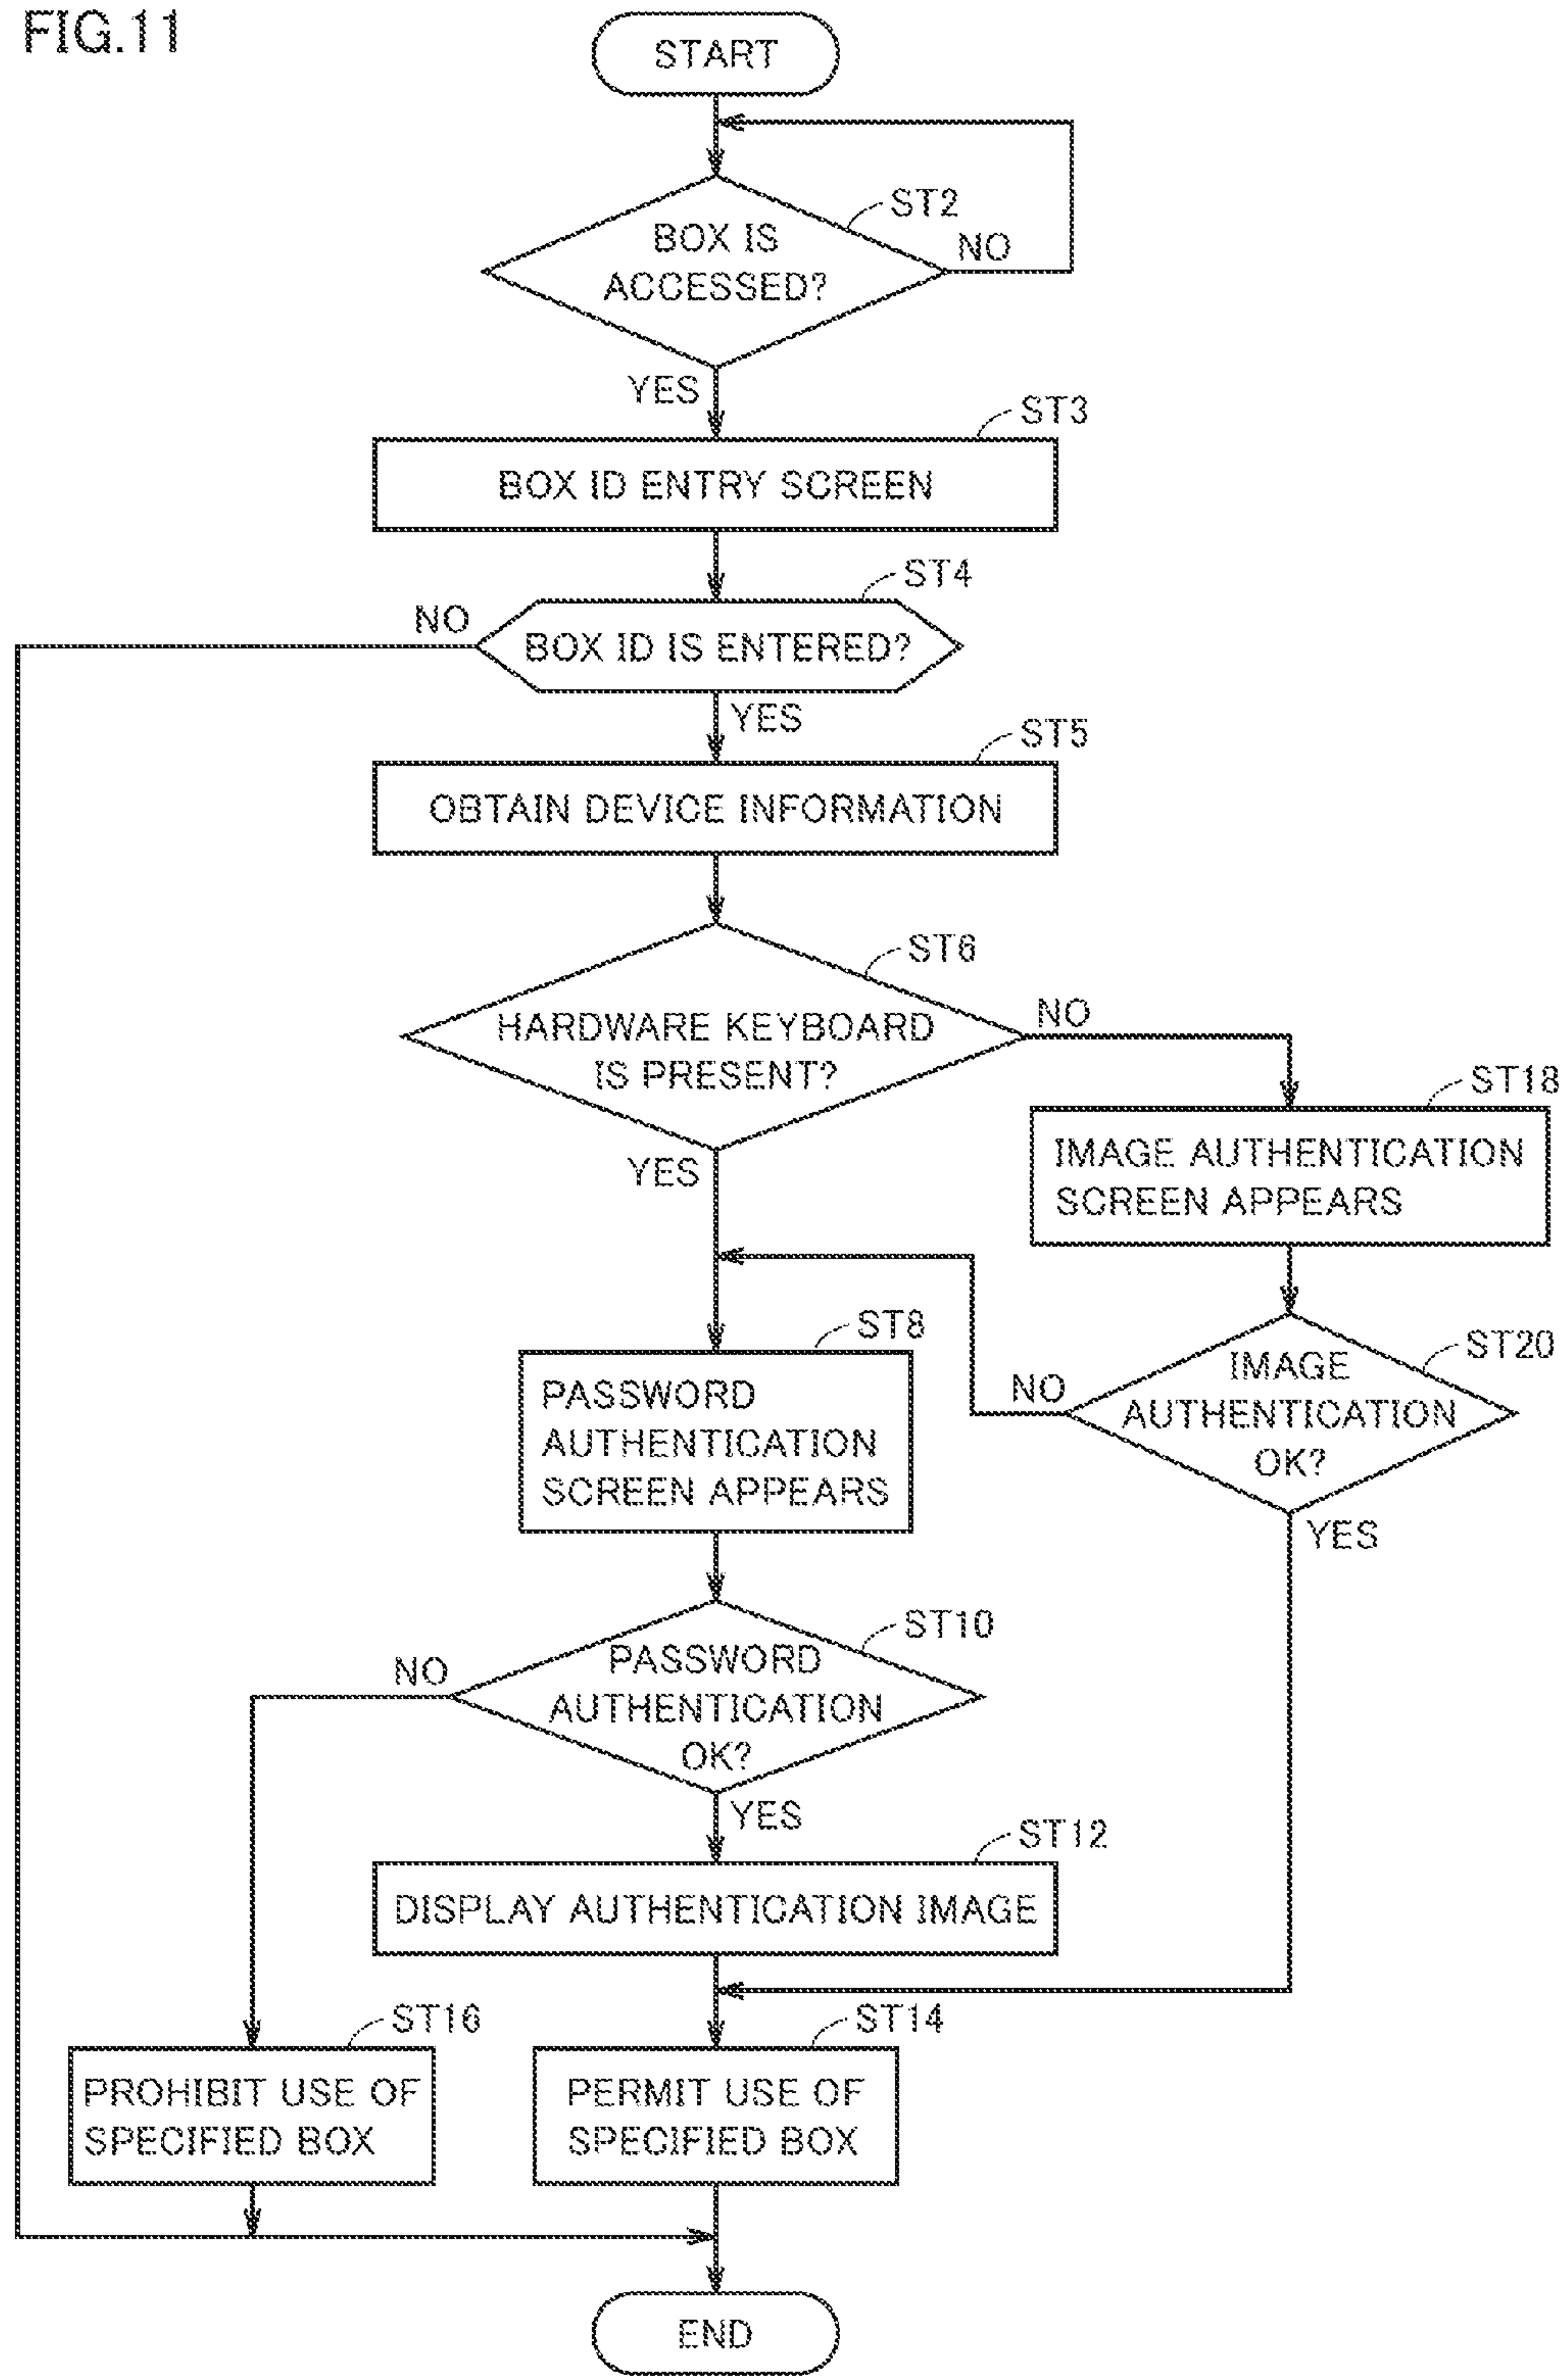 FIG.11
START
ST2
BOX IS
ACCESSED?
NO
YES
ST3
BOX ID ENTRY SCREEN
ST4
NO
BOX ID IS ENTERED?
YES
ST5
OBTAIN DEVICE INFORMATION
ST6
HARDWARE KEYBOARD
IS PRESENT?
NO
YES
ST18
IMAGE AUTHENTICATION
SCREEN APPEARS
ST8
PASSWORD
AUTHENTICATION
SCREEN APPEARS
ST20
IMAGE
AUTHENTICATION
OK?
NO
YES
ST10
PASSWORD
AUTHENTICATION
OK?
NO
YES
ST12
DISPLAY AUTHENTICATION IMAGE
ST16
PROHIBIT USE OF
SPECIFIED BOX
ST14
PERMIT USE OF
SPECIFIED BOX
END